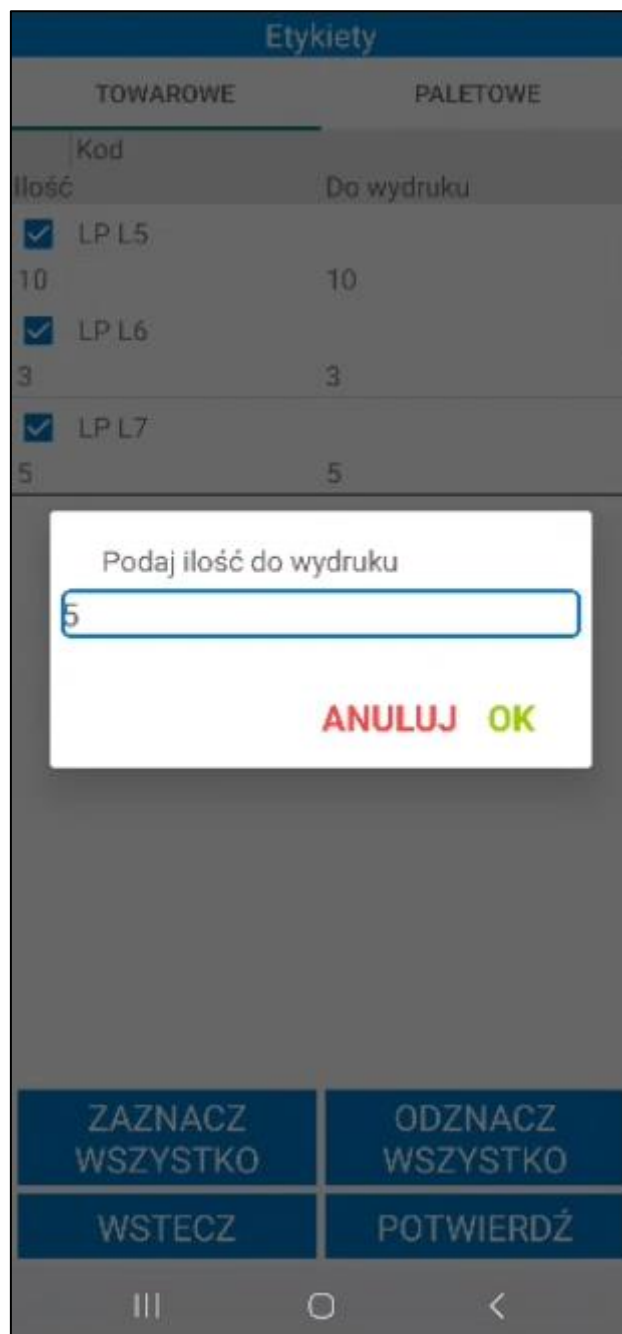 Etykiety
TOWAROWE PALETOWE
Kod
Ilość Do wydruku
LP L5
10 10
LP L6
3 3
LP L7
5 5
Podaj ilość do wydruku
5
ANULUJ OK
ZAZNACZ WSZYSTKO
ODZNACZ WSZYSTKO
WSTECZ POTWIERDŹ